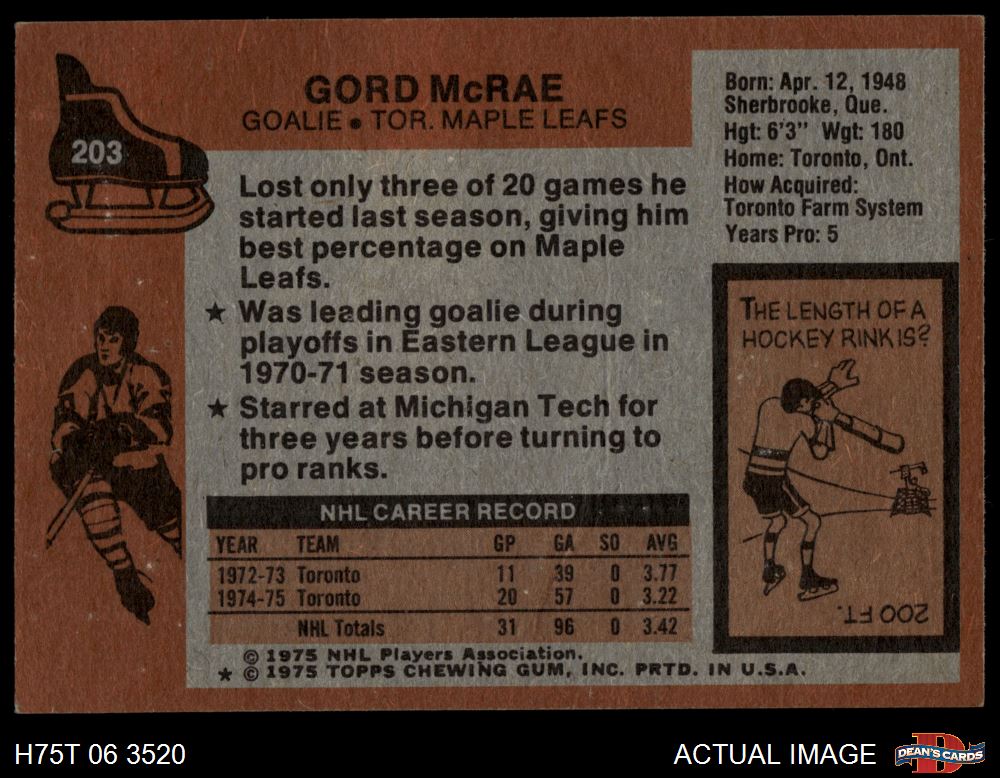 203
GORD McRAE
GOALIE • TOR. MAPLE LEAFS
Born: Apr. 12, 1948
Sherbrooke, Que.
Hgt: 6'3" Wgt: 180
Home: Toronto, Ont.
How Acquired:
Toronto Farm System
Years Pro: 5
Lost only three of 20 games he
started last season, giving him
best percentage on Maple
Leafs.
★ Was leading goalie during
playoffs in Eastern League in
1970-71 season.
★ Starred at Michigan Tech for
three years before turning to
pro ranks.
THE LENGTH OF A
HOCKEY RINK IS?
200 FT.
NHL CAREER RECORD
YEAR TEAM GP GA SO AVG
1972-73 Toronto 11 39 0 3.77
1974-75 Toronto 20 57 0 3.22
NHL Totals 31 96 0 3.42
© 1975 NHL Players Association.
★ © 1975 TOPPS CHEWING GUM, INC. PRTD. IN U.S.A.
H75T 06 3520
ACTUAL IMAGE
D
DEAN'S CARDS